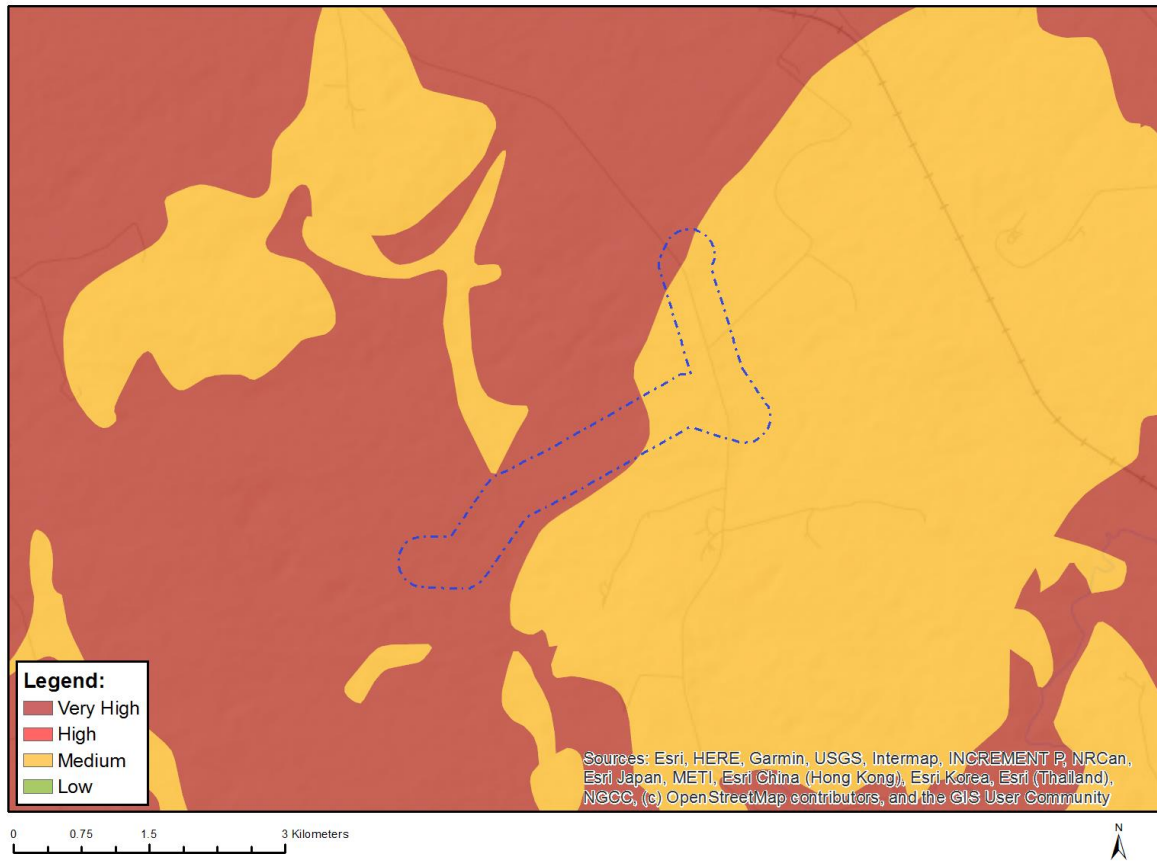 Legend:
Very High
High
Medium
Low
Sources: Esri, HERE, Garmin, USGS, Intermap, INCREMENT P, NRCan,
Esri Japan, METI, Esri China (Hong Kong), Esri Korea, Esri (Thailand),
NGCC, (c) OpenStreetMap contributors, and the GIS User Community
0 0.75 1.5 3 Kilometers
N